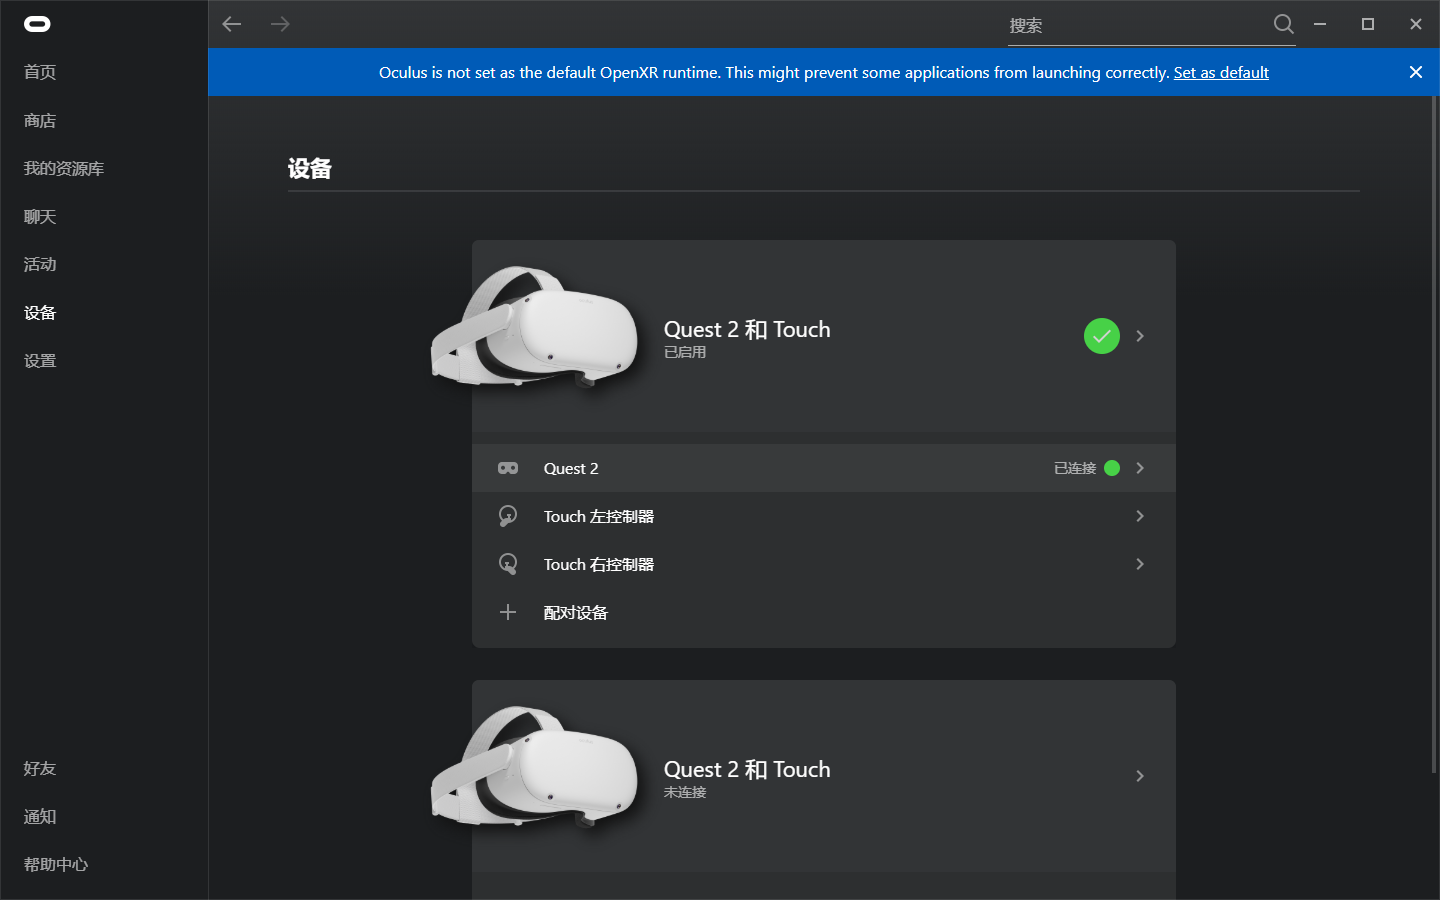 搜索
Oculus is not set as the default OpenXR runtime. This might prevent some applications from launching correctly. Set as default
首页
商店
我的资源库
聊天
活动
设备
设置
好友
通知
帮助中心
设备
Quest 2 和 Touch
已启用
Quest 2
已连接
Touch 左控制器
Touch 右控制器
配对设备
Quest 2 和 Touch
未连接